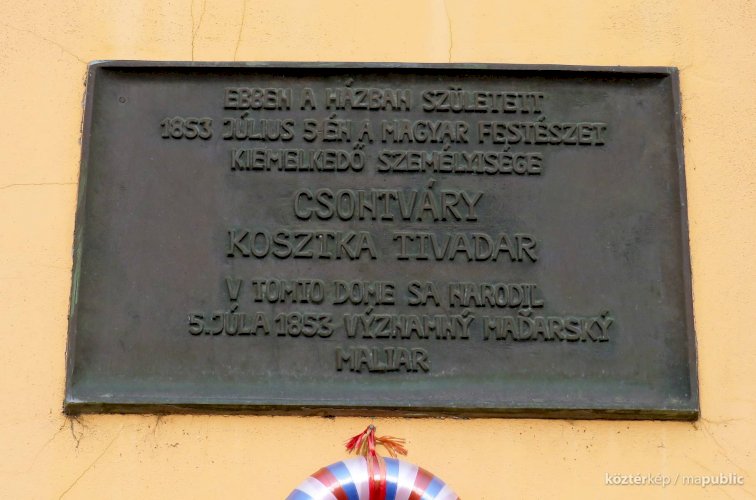 EBBEN A HÁZBAN SZÜLETETT
1853 JÚLIUS 5-ÉN A MAGYAR FESTÉSZET
KIEMELKEDŐ SZEMÉLYISÉGE
CSONTVÁRY
KOSZTKA TIVADAR
V TOMTO DOME SA NARODIL
5.JÚLA 1853 VÝZNAMNÝ MAĎARSKÝ
MALIAR
köztérkép / mapublic